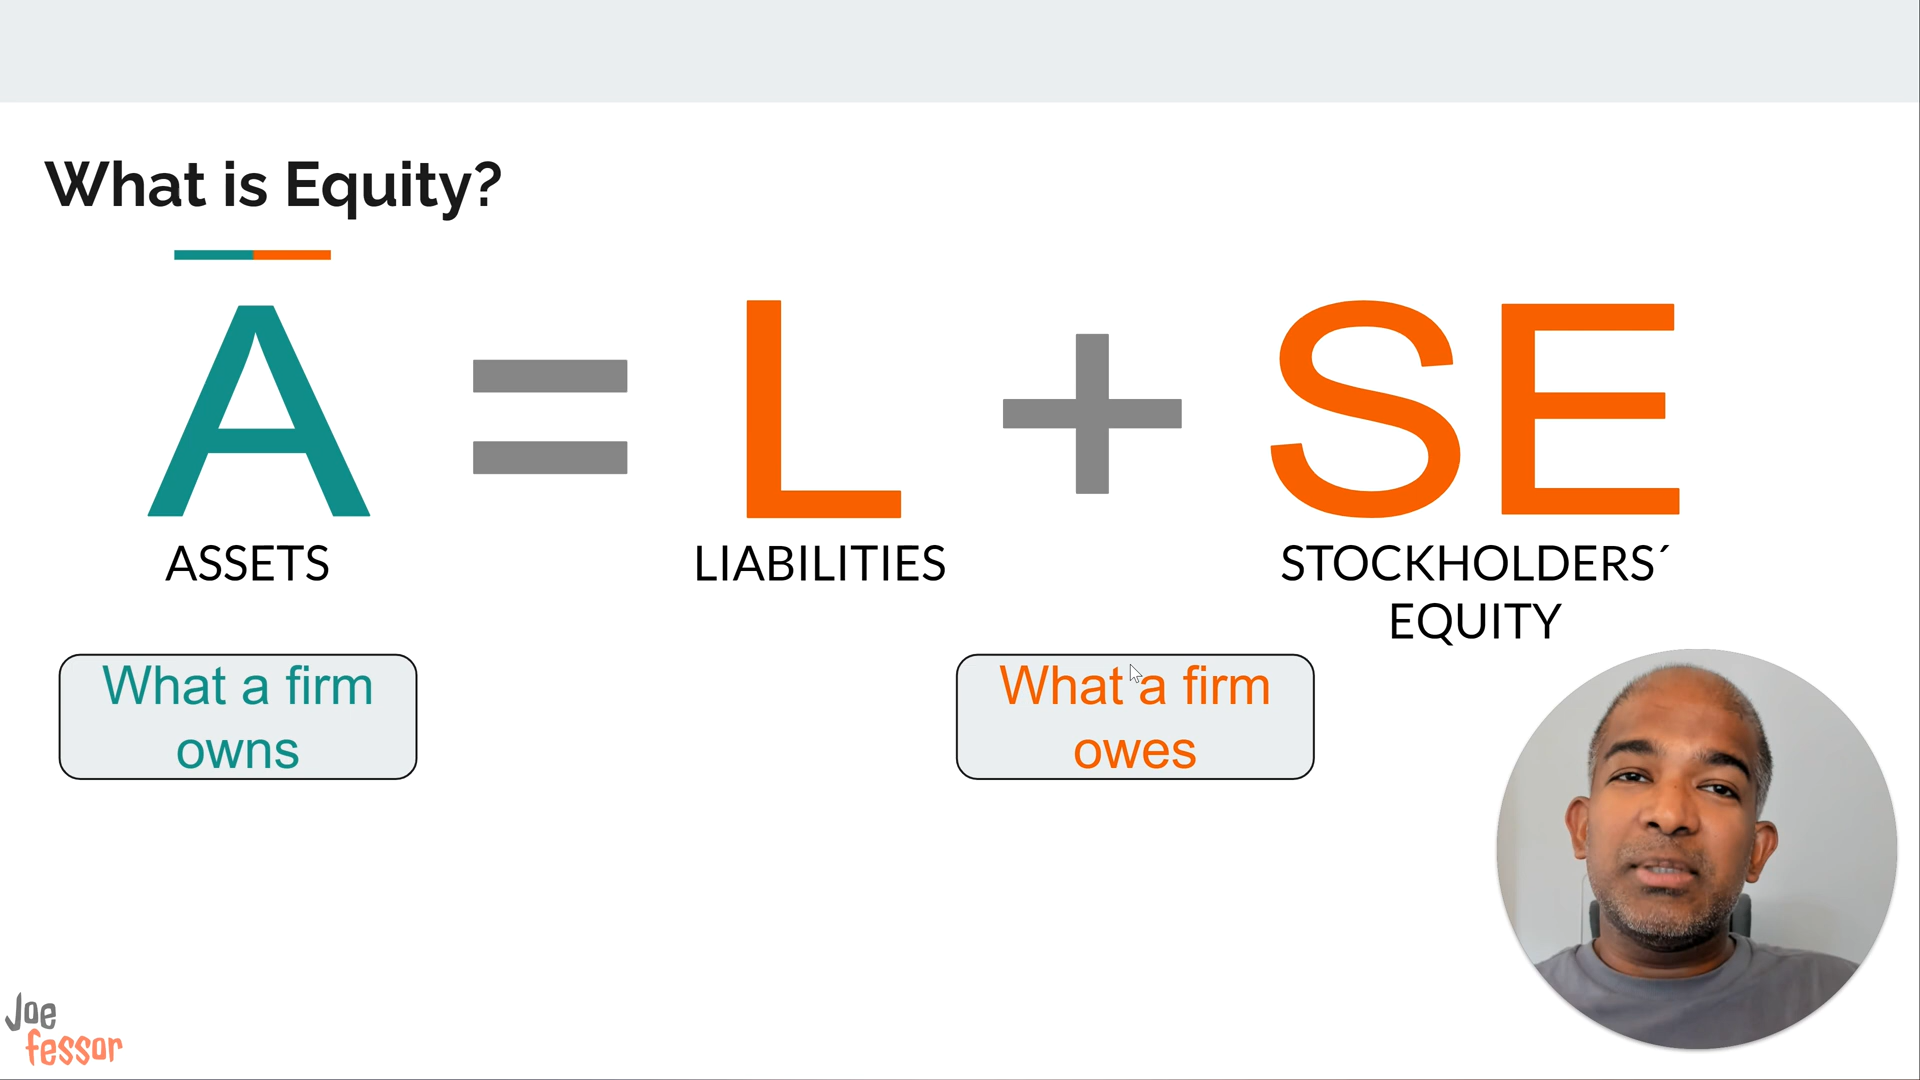 What is Equity?
A = L + SE
ASSETS
LIABILITIES
STOCKHOLDERS´
EQUITY
What a firm
owns
What a firm
owes
Joe
fessor